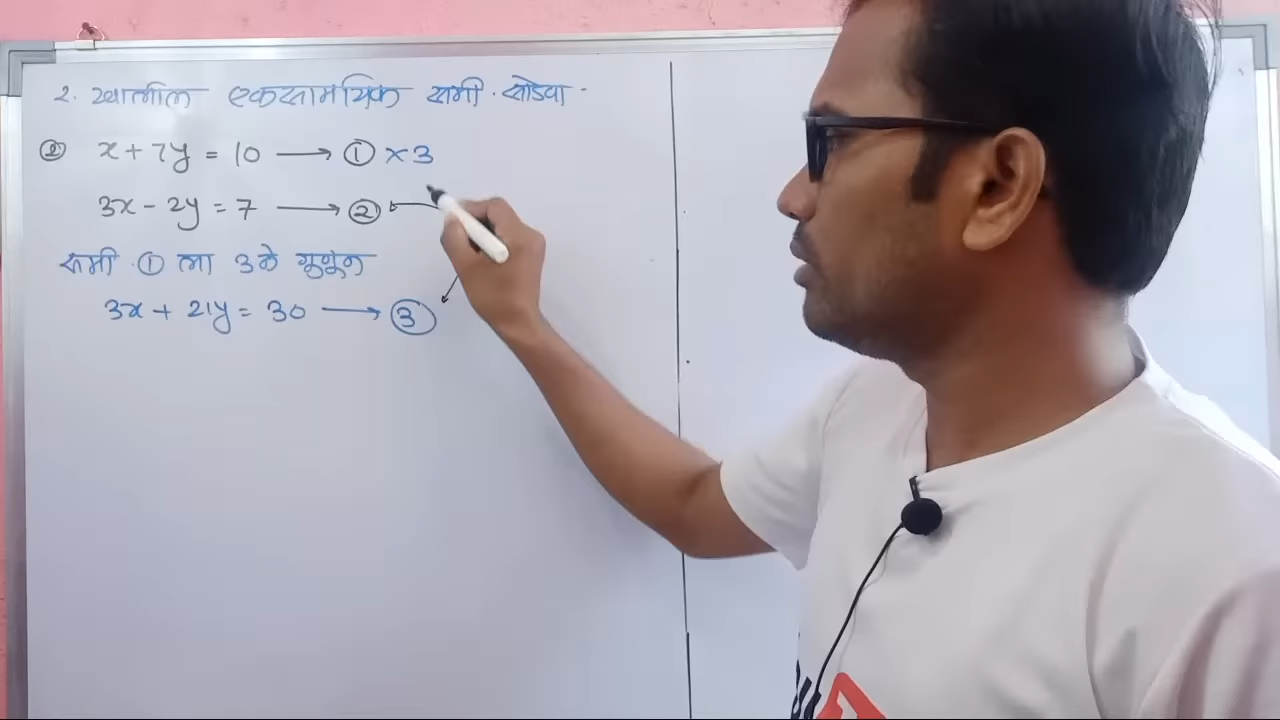 2. खालील एकसामयिक समी. सोडवा.
② x + 7y = 10 ⟶ ① × 3
3x - 2y = 7 ⟶ ②
समी. ① ला 3 ने गुणून
3x + 21y = 30 ⟶ ③